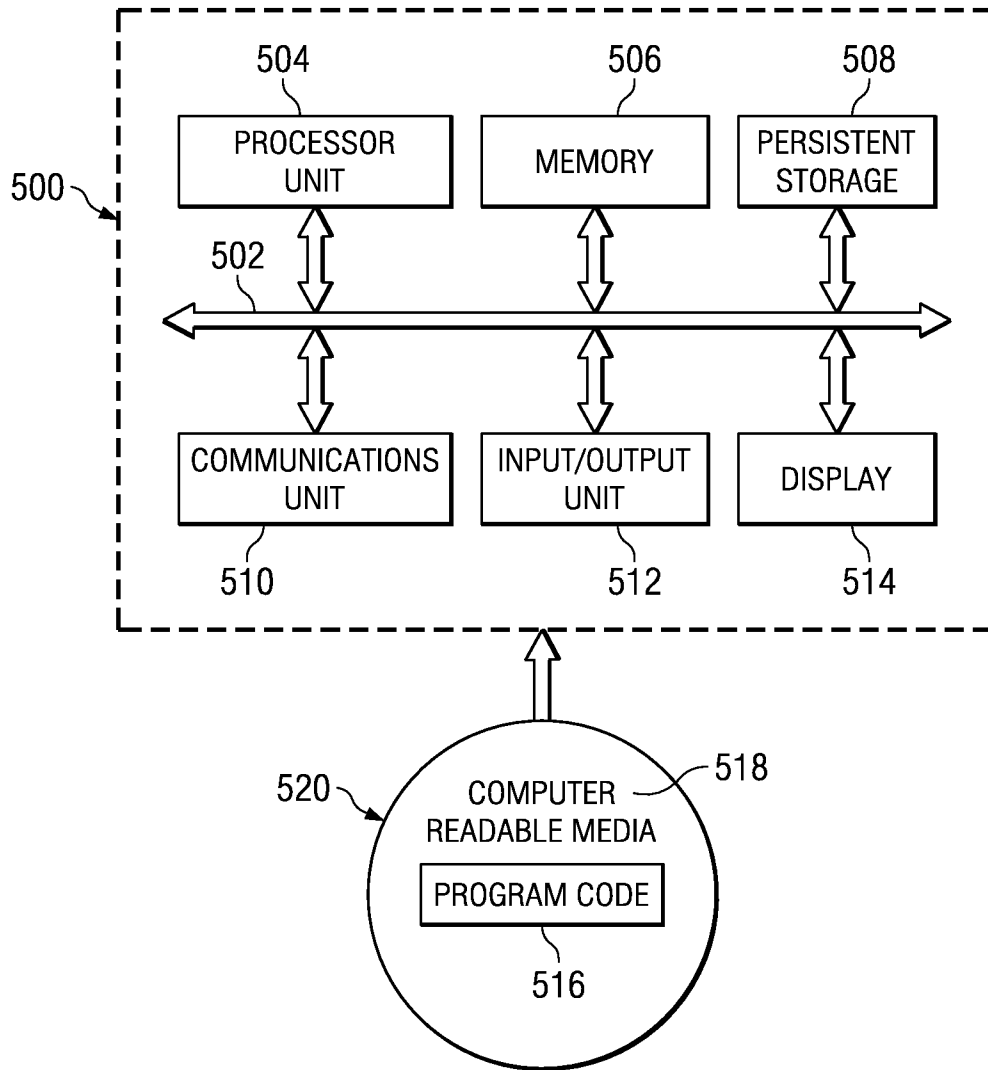 504
506
508
PROCESSOR
UNIT
MEMORY
PERSISTENT
STORAGE
500
502
COMMUNICATIONS
UNIT
INPUT/OUTPUT
UNIT
DISPLAY
510
512
514
518
520
COMPUTER
READABLE MEDIA
PROGRAM CODE
516